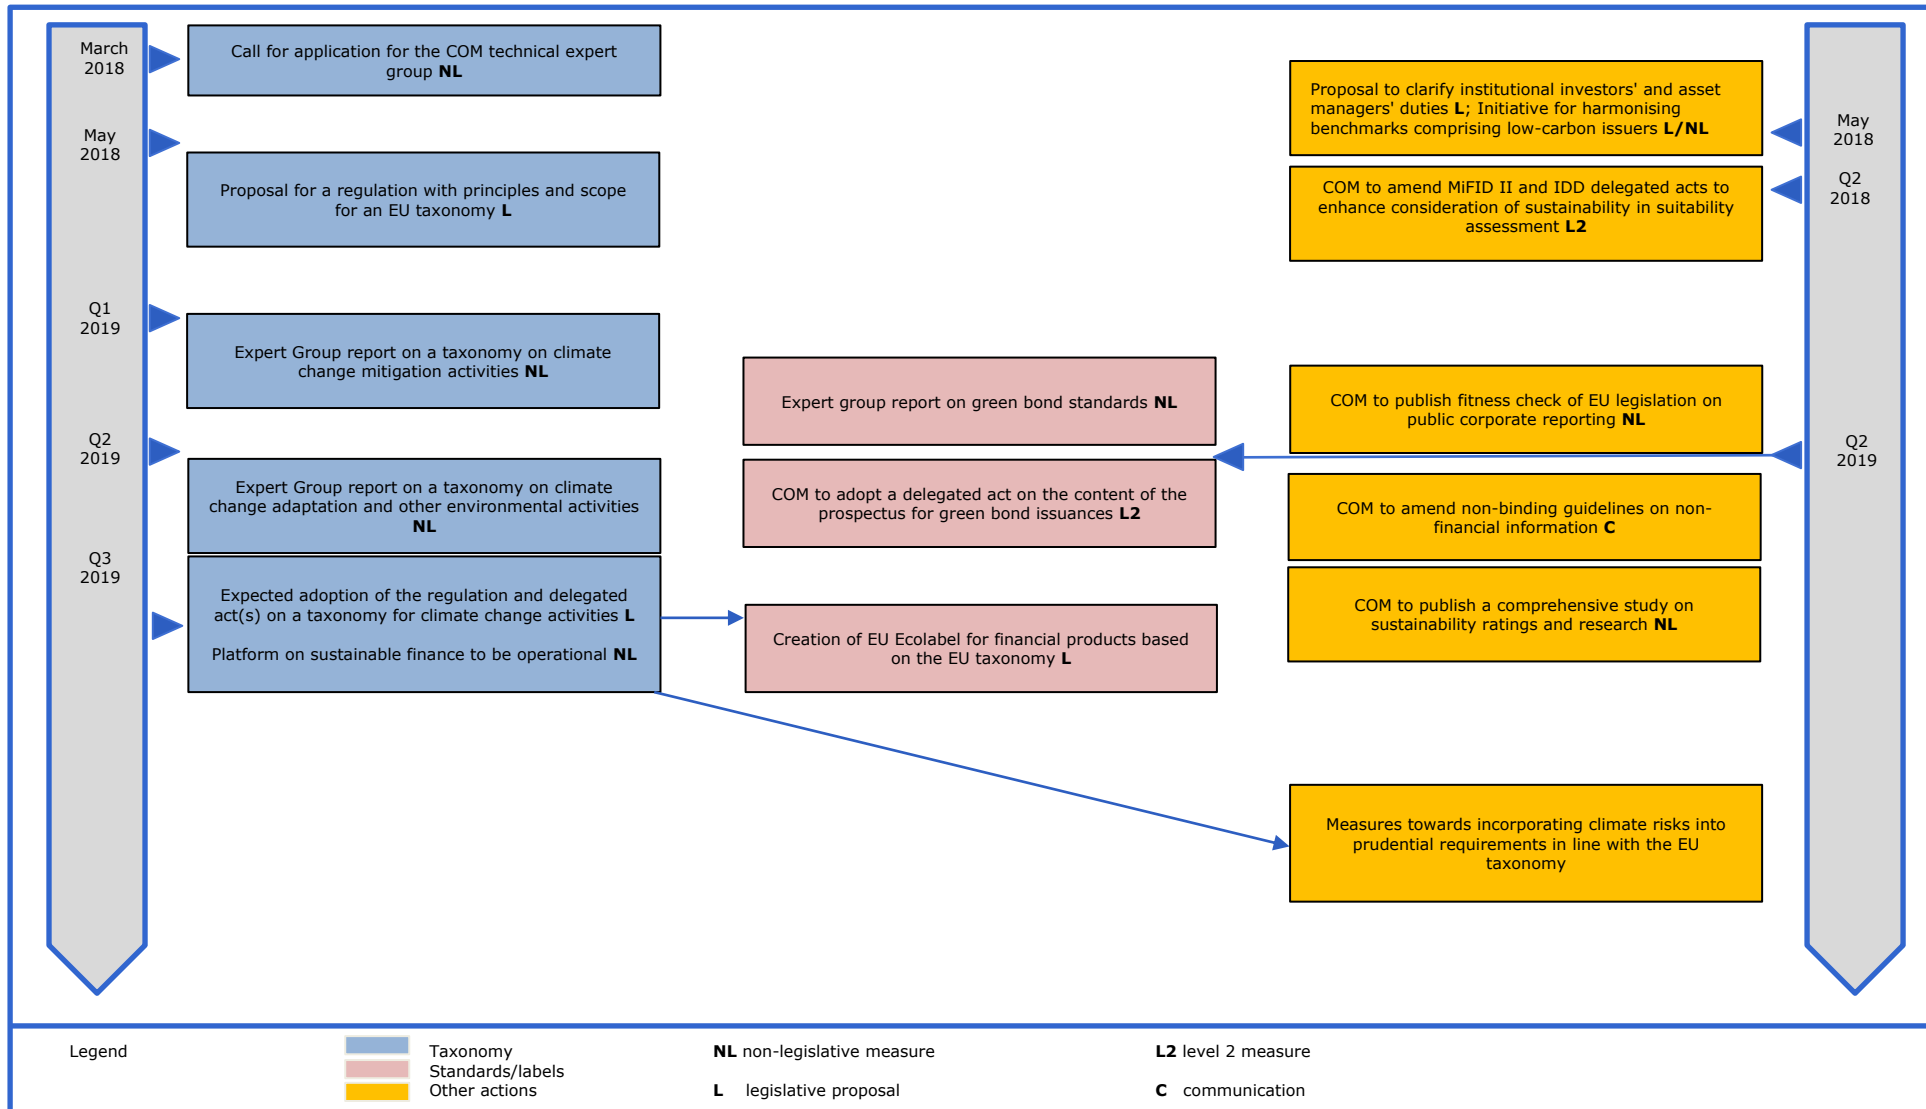 March
2018
Call for application for the COM technical expert
group NL
May
2018
Proposal for a regulation with principles and scope
for an EU taxonomy L
Q1
2019
Expert Group report on a taxonomy on climate
change mitigation activities NL
Q2
2019
Expert Group report on a taxonomy on climate
change adaptation and other environmental activities
NL
Q3
2019
Expected adoption of the regulation and delegated
act(s) on a taxonomy for climate change activities L
Platform on sustainable finance to be operational NL
Expert group report on green bond standards NL
COM to adopt a delegated act on the content of the
prospectus for green bond issuances L2
Creation of EU Ecolabel for financial products based
on the EU taxonomy L
Proposal to clarify institutional investors' and asset
managers' duties L; Initiative for harmonising
benchmarks comprising low-carbon issuers L/NL
May
2018
COM to amend MiFID II and IDD delegated acts to
enhance consideration of sustainability in suitability
assessment L2
Q2
2018
COM to publish fitness check of EU legislation on
public corporate reporting NL
Q2
2019
COM to amend non-binding guidelines on non-
financial information C
COM to publish a comprehensive study on
sustainability ratings and research NL
Measures towards incorporating climate risks into
prudential requirements in line with the EU
taxonomy
Legend
Taxonomy
Standards/labels
Other actions
NL non-legislative measure
L legislative proposal
L2 level 2 measure
C communication